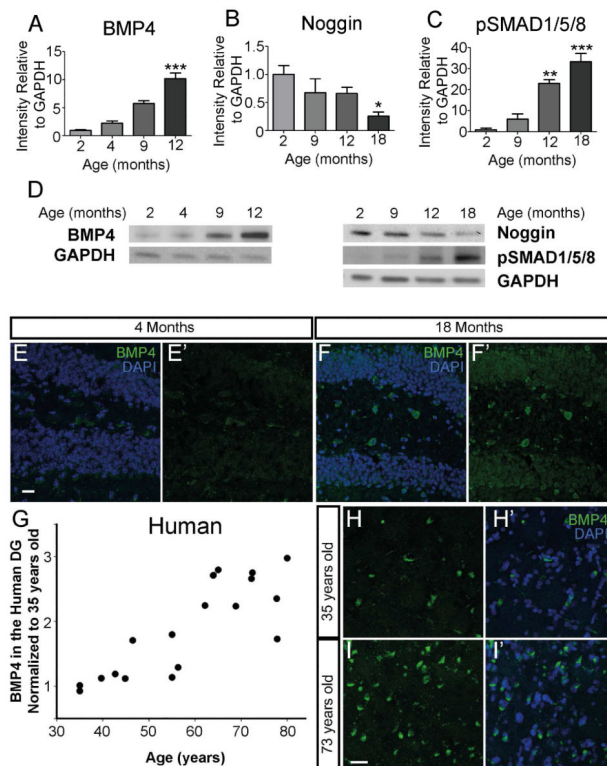 A
BMP4
Intensity Relative
to GAPDH
15
10
5
0
***
2 4 9 12
Age (months)
B
Noggin
Intensity Relative
to GAPDH
1.5
1.0
0.5
0
*
2 9 12 18
Age (months)
C
pSMAD1/5/8
Intensity Relative
to GAPDH
40
30
20
10
0
** ***
2 9 12 18
Age (months)
D
Age (months) 2 4 9 12
BMP4
GAPDH
2 9 12 18 Age (months)
Noggin
pSMAD1/5/8
GAPDH
4 Months
18 Months
E
BMP4
DAPI
E'
F
BMP4
DAPI
F'
G
Human
BMP4 in the Human DG
Normalized to 35 years old
3
2
1
30 40 50 60 70 80
Age (years)
35 years old
H
H'
BMP4
DAPI
73 years old
I
I'